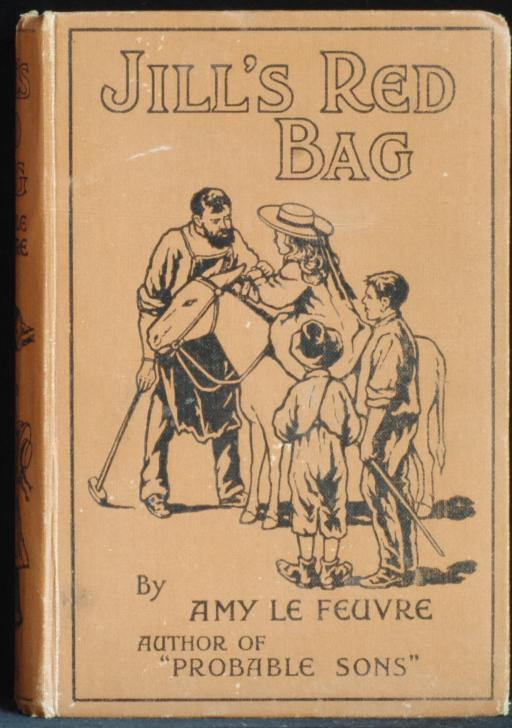 JILL'S RED
BAG
By
AMY LE FEUVRE
AUTHOR OF
"PROBABLE SONS"